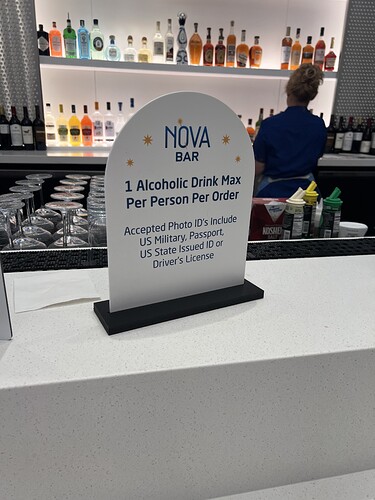 NOVA
BAR
1 Alcoholic Drink Max
Per Person Per Order
Accepted Photo ID's Include
US Military, Passport,
US State Issued ID or
Driver's License
KOSHER